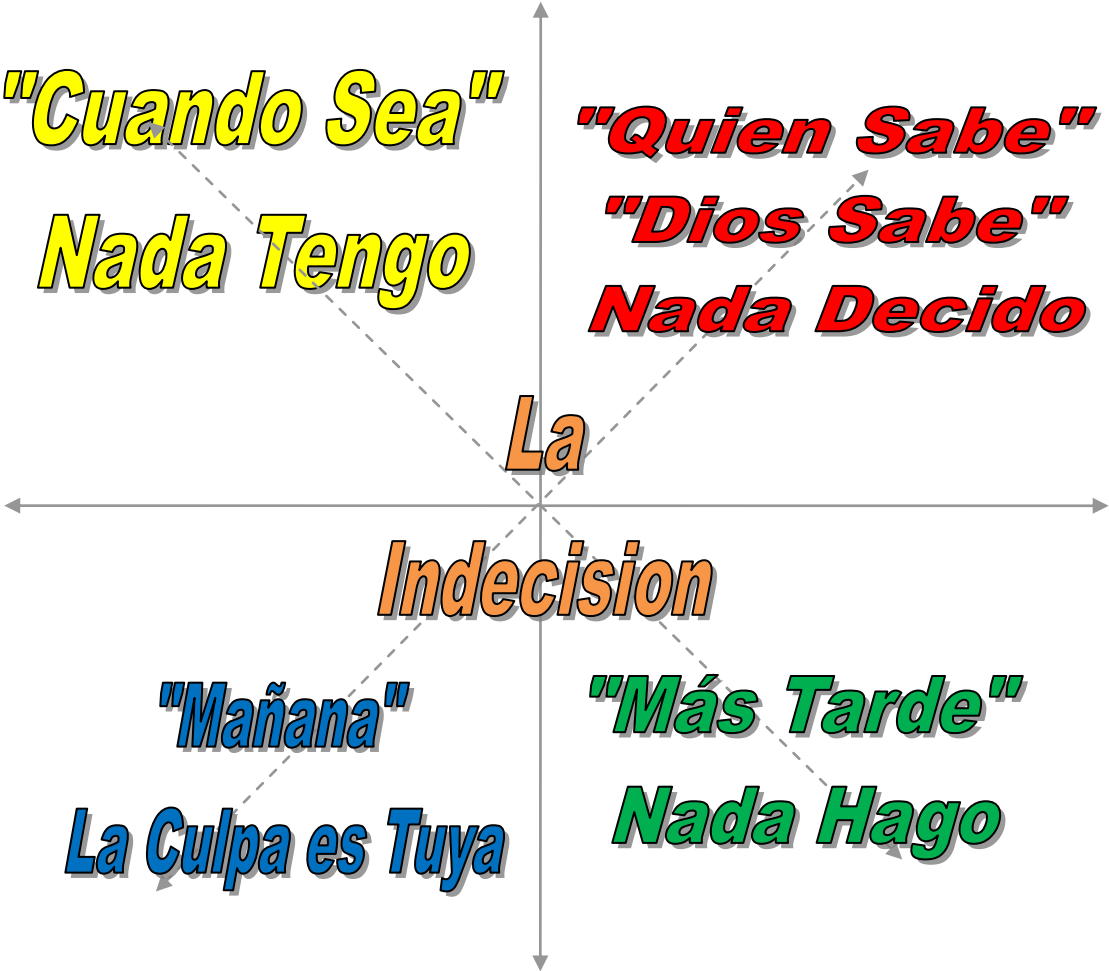 "Cuando Sea"
Nada Tengo
"Quien Sabe"
"Dios Sabe"
Nada Decido
La
Indecision
"Mañana"
La Culpa es Tuya
"Más Tarde"
Nada Hago